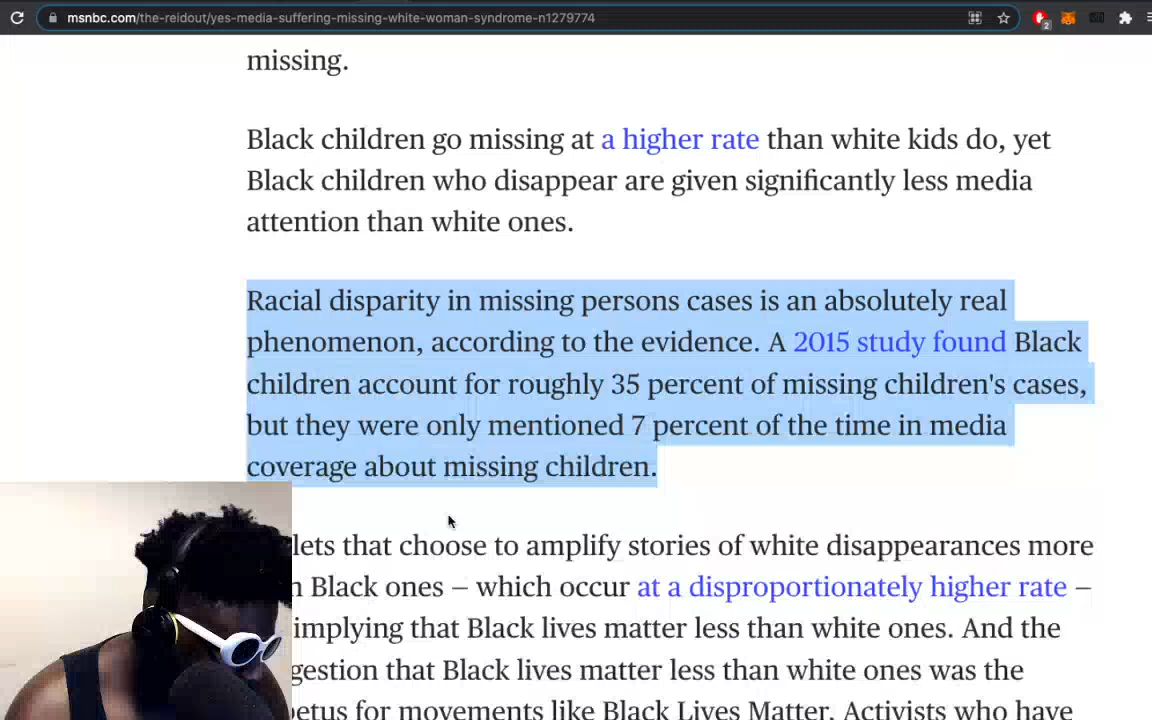 msnbc.com/the-reidout/yes-media-suffering-missing-white-woman-syndrome-n1279774
2
missing.
Black children go missing at a higher rate than white kids do, yet
Black children who disappear are given significantly less media
attention than white ones.
Racial disparity in missing persons cases is an absolutely real
phenomenon, according to the evidence. A 2015 study found Black
children account for roughly 35 percent of missing children's cases,
but they were only mentioned 7 percent of the time in media
coverage about missing children.
lets that choose to amplify stories of white disappearances more
n Black ones — which occur at a disproportionately higher rate —
implying that Black lives matter less than white ones. And the
gestion that Black lives matter less than white ones was the
petus for movements like Black Lives Matter. Activists who have